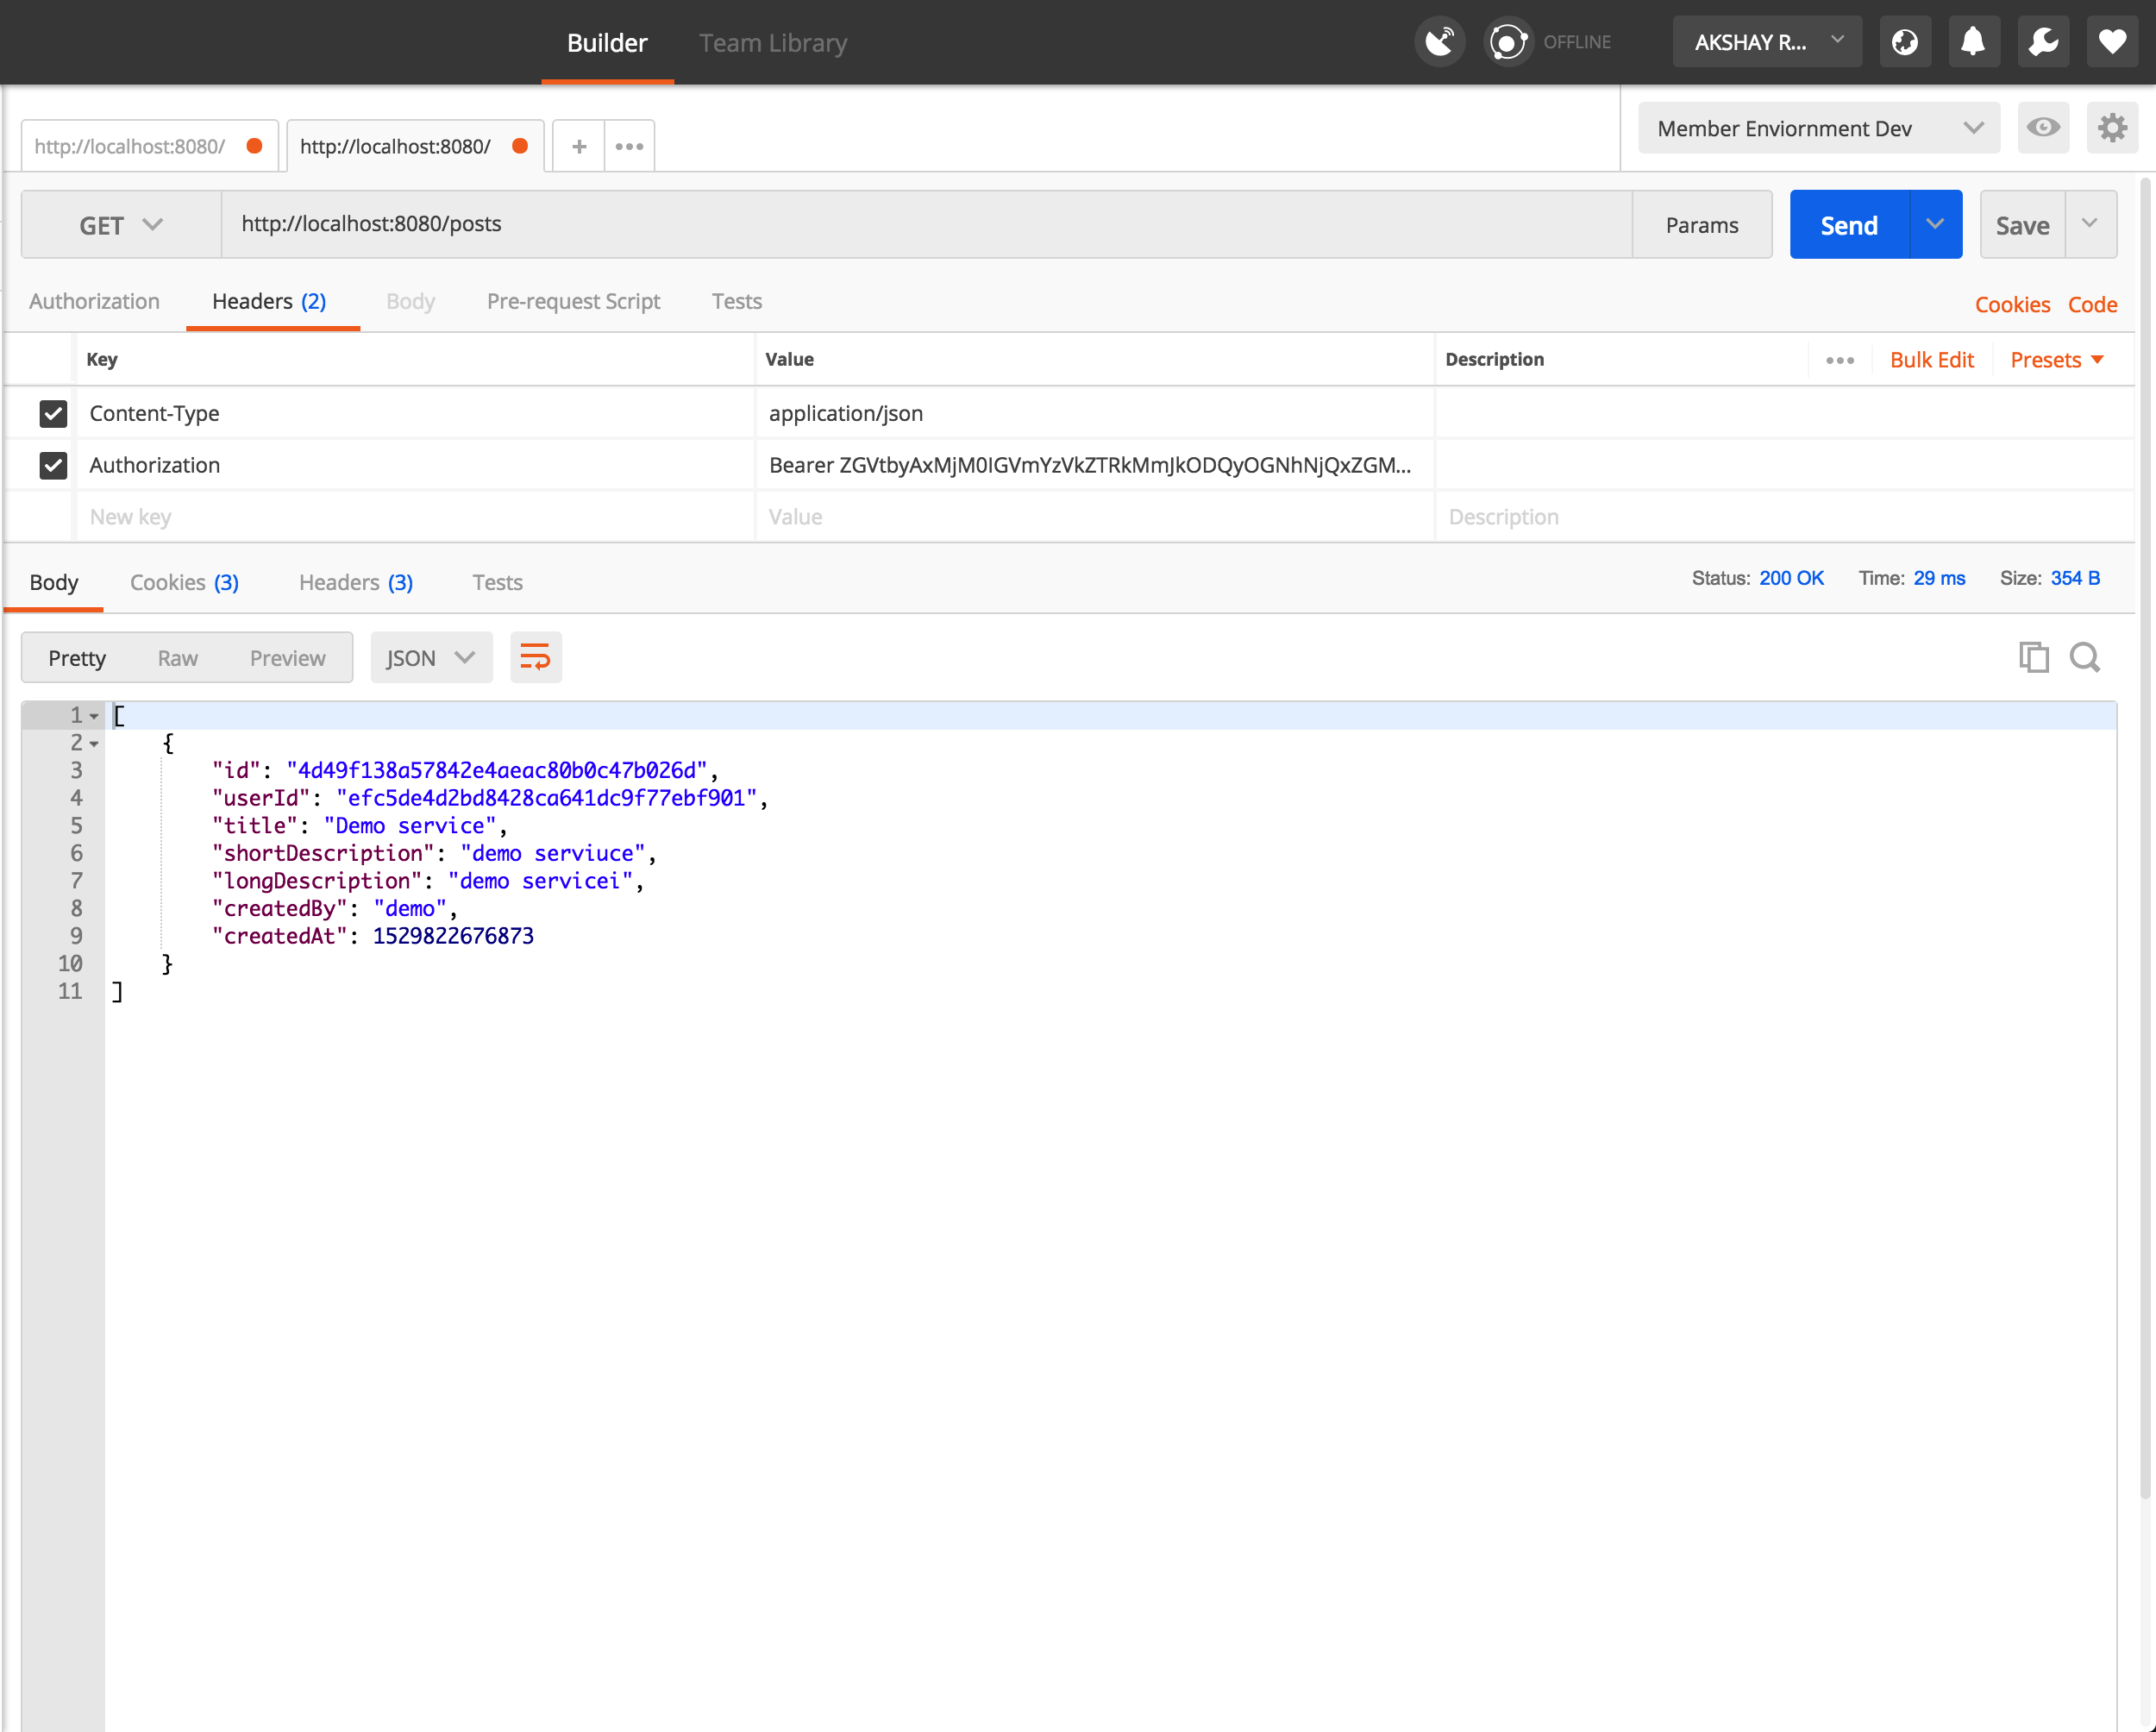 Builder Team Library OFFLINE AKSHAY R...
http://localhost:8080/ http://localhost:8080/ + ••• Member Enviornment Dev
GET http://localhost:8080/posts Params Send Save
Authorization Headers (2) Body Pre-request Script Tests Cookies Code
Key Value Description ••• Bulk Edit Presets
Content-Type application/json
Authorization Bearer ZGVtbyAxMjM0IGVmYzVkZTRkMmJkODQyOGNhNjQxZGM...
New key Value Description
Body Cookies (3) Headers (3) Tests Status: 200 OK Time: 29 ms Size: 354 B
Pretty Raw Preview JSON
1 [
2 {
3 "id": "4d49f138a57842e4aeac80b0c47b026d",
4 "userId": "efc5de4d2bd8428ca641dc9f77ebf901",
5 "title": "Demo service",
6 "shortDescription": "demo serviuce",
7 "longDescription": "demo servicei",
8 "createdBy": "demo",
9 "createdAt": 1529822676873
10 }
11 ]